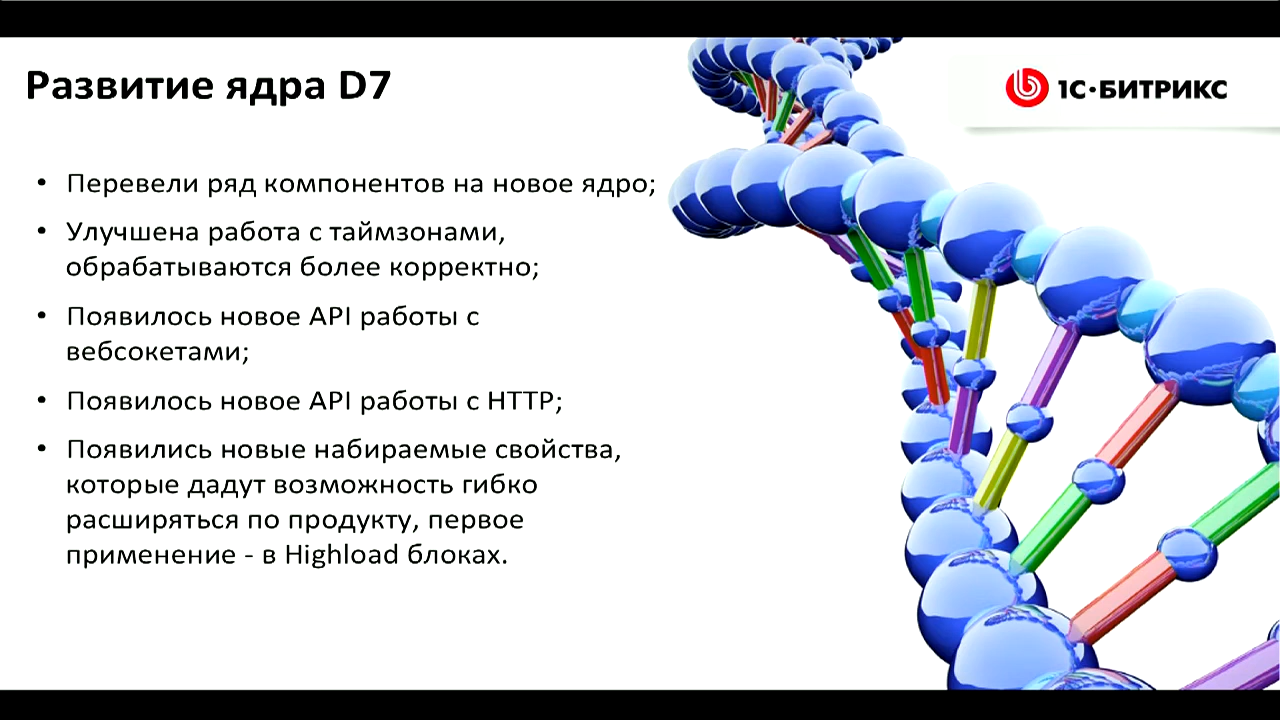 Развитие ядра D7
1С·БИТРИКС
• Перевели ряд компонентов на новое ядро;
• Улучшена работа с таймзонами,
обрабатываются более корректно;
• Появилось новое API работы с
вебсокетами;
• Появилось новое API работы с HTTP;
• Появились новые набираемые свойства,
которые дадут возможность гибко
расширяться по продукту, первое
применение - в Highload блоках.